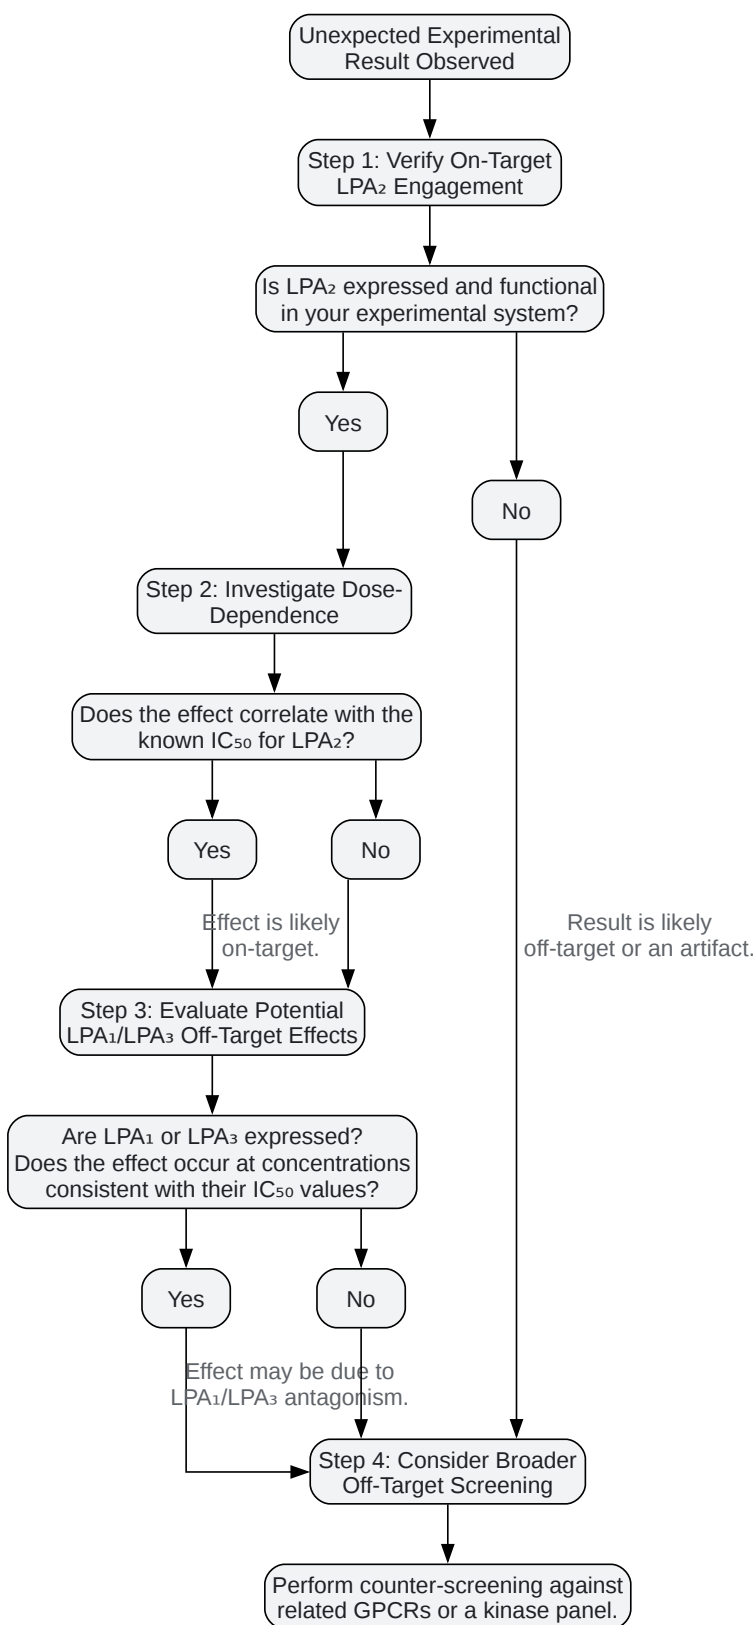 Unexpected Experimental
Result Observed
Step 1: Verify On-Target
LPA₂ Engagement
Is LPA₂ expressed and functional
in your experimental system?
Yes
No
Step 2: Investigate Dose-
Dependence
Does the effect correlate with the
known IC₅₀ for LPA₂?
Yes
No
Effect is likely
on-target.
Result is likely
off-target or an artifact.
Step 3: Evaluate Potential
LPA₁/LPA₃ Off-Target Effects
Are LPA₁ or LPA₃ expressed?
Does the effect occur at concentrations
consistent with their IC₅₀ values?
Yes
No
Effect may be due to
LPA₁/LPA₃ antagonism.
Step 4: Consider Broader
Off-Target Screening
Perform counter-screening against
related GPCRs or a kinase panel.